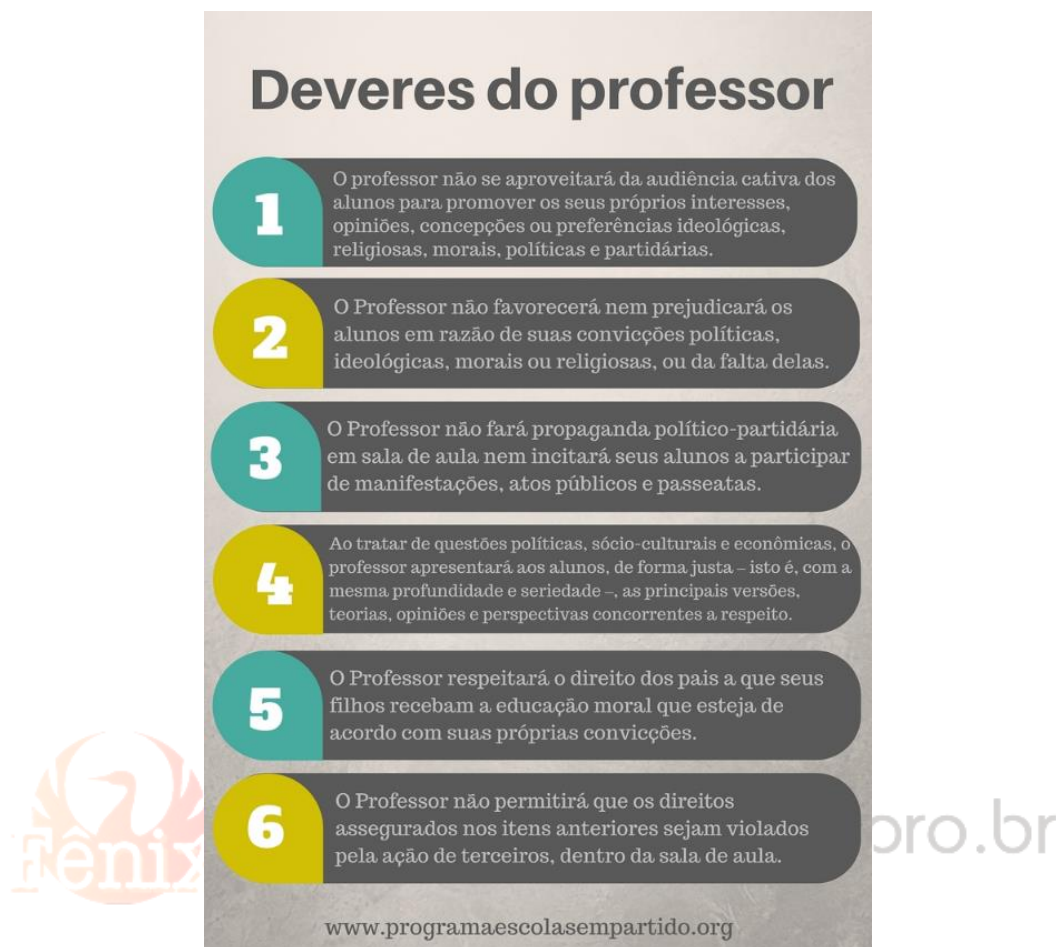 Deveres do professor
1
O professor não se aproveitará da audiência cativa dos
alunos para promover os seus próprios interesses,
opiniões, concepções ou preferências ideológicas,
religiosas, morais, políticas e partidárias.
2
O Professor não favorecerá nem prejudicará os
alunos em razão de suas convicções políticas,
ideológicas, morais ou religiosas, ou da falta delas.
3
O Professor não fará propaganda político-partidária
em sala de aula nem incitará seus alunos a participar
de manifestações, atos públicos e passeatas.
4
Ao tratar de questões políticas, sócio-culturais e econômicas, o
professor apresentará aos alunos, de forma justa – isto é, com a
mesma profundidade e seriedade –, as principais versões,
teorias, opiniões e perspectivas concorrentes a respeito.
5
O Professor respeitará o direito dos pais a que seus
filhos recebam a educação moral que esteja de
acordo com suas próprias convicções.
6
O Professor não permitirá que os direitos
assegurados nos itens anteriores sejam violados
pela ação de terceiros, dentro da sala de aula.
Fênix
pro.br
www.programaescolasempartido.org